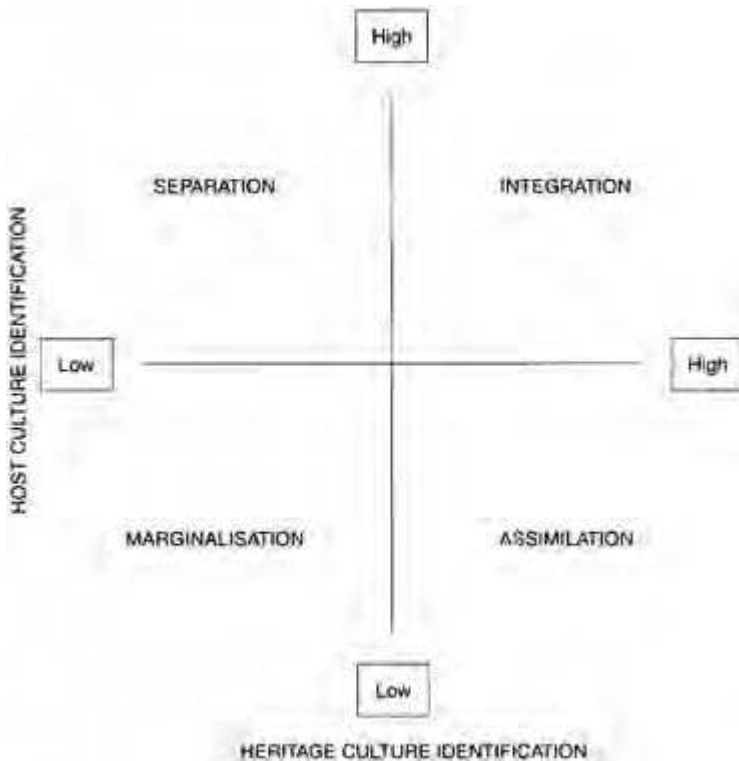 High
SEPARATION
INTEGRATION
HOST CULTURE IDENTIFICATION
Low
High
MARGINALISATION
ASSIMILATION
Low
HERITAGE CULTURE IDENTIFICATION